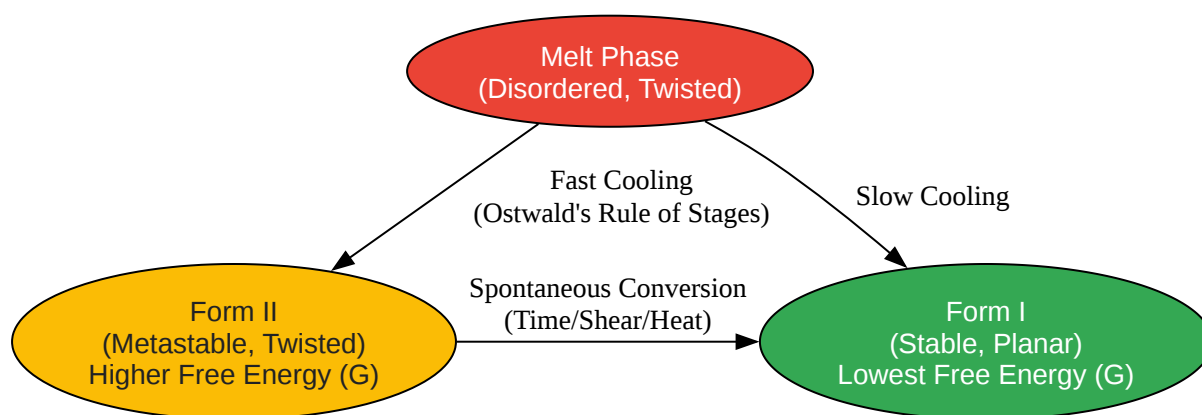 Melt Phase
(Disordered, Twisted)
Fast Cooling
(Ostwald's Rule of Stages)
Slow Cooling
Form II
(Metastable, Twisted)
Higher Free Energy (G)
Spontaneous Conversion
(Time/Shear/Heat)
Form I
(Stable, Planar)
Lowest Free Energy (G)